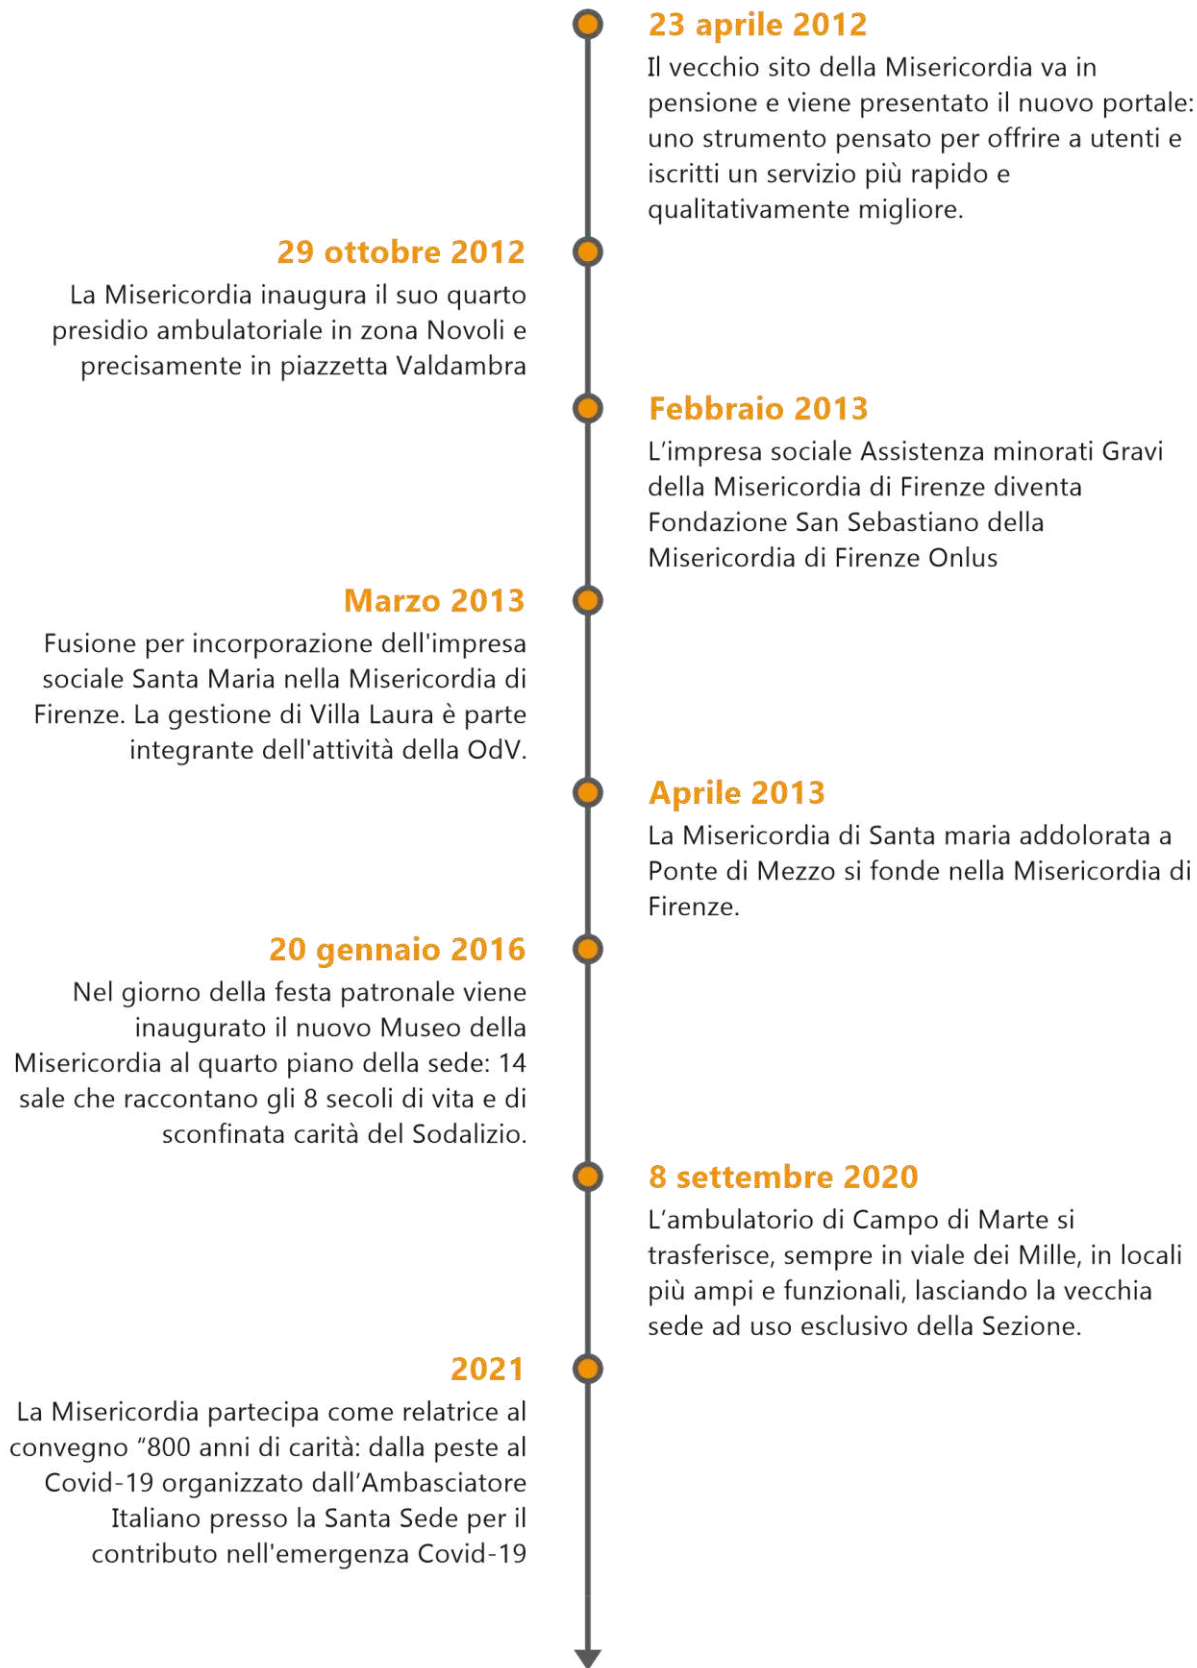 23 aprile 2012
Il vecchio sito della Misericordia va in
pensione e viene presentato il nuovo portale:
uno strumento pensato per offrire a utenti e
iscritti un servizio più rapido e
qualitativamente migliore.
29 ottobre 2012
La Misericordia inaugura il suo quarto
presidio ambulatoriale in zona Novoli e
precisamente in piazzetta Valdambra
Febbraio 2013
L’impresa sociale Assistenza minorati Gravi
della Misericordia di Firenze diventa
Fondazione San Sebastiano della
Misericordia di Firenze Onlus
Marzo 2013
Fusione per incorporazione dell'impresa
sociale Santa Maria nella Misericordia di
Firenze. La gestione di Villa Laura è parte
integrante dell'attività della OdV.
Aprile 2013
La Misericordia di Santa maria addolorata a
Ponte di Mezzo si fonde nella Misericordia di
Firenze.
20 gennaio 2016
Nel giorno della festa patronale viene
inaugurato il nuovo Museo della
Misericordia al quarto piano della sede: 14
sale che raccontano gli 8 secoli di vita e di
sconfinata carità del Sodalizio.
8 settembre 2020
L’ambulatorio di Campo di Marte si
trasferisce, sempre in viale dei Mille, in locali
più ampi e funzionali, lasciando la vecchia
sede ad uso esclusivo della Sezione.
2021
La Misericordia partecipa come relatrice al
convegno “800 anni di carità: dalla peste al
Covid-19 organizzato dall’Ambasciatore
Italiano presso la Santa Sede per il
contributo nell'emergenza Covid-19